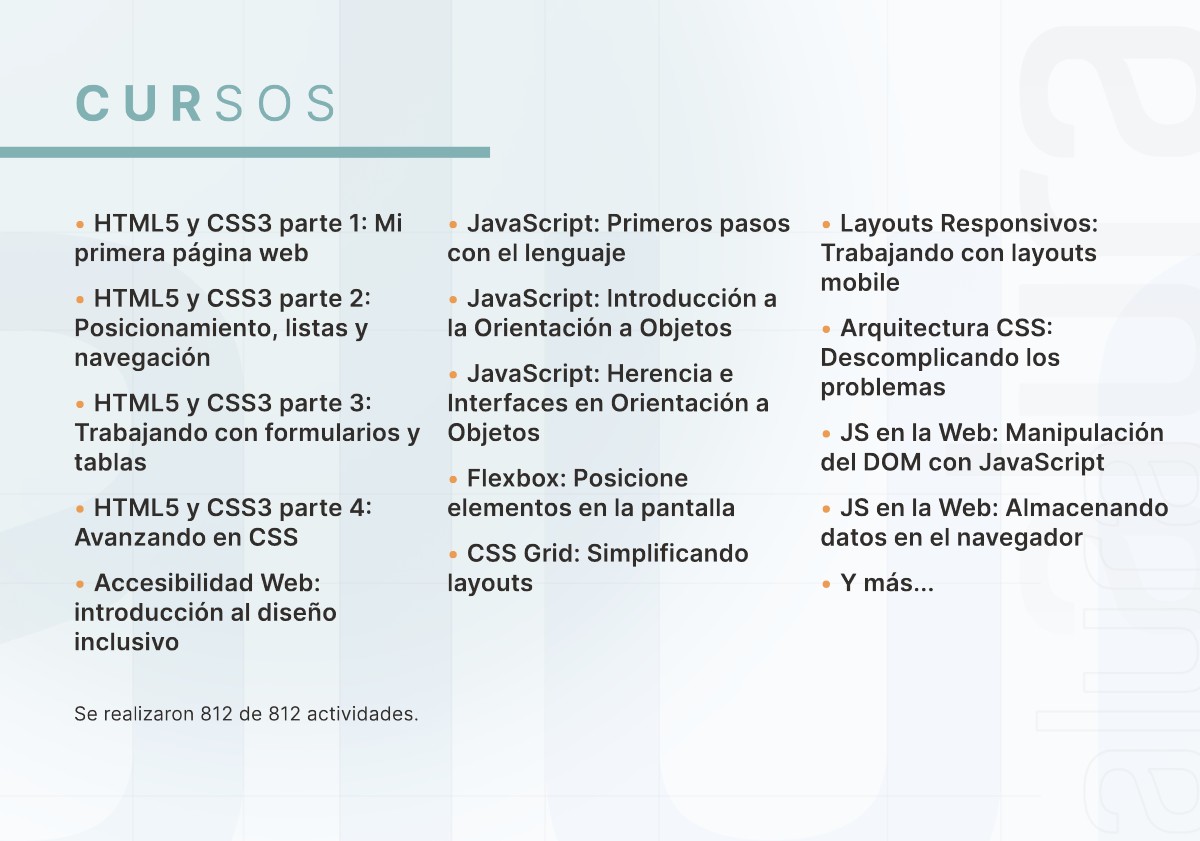 CURSOS
• HTML5 y CSS3 parte 1: Mi
primera página web
• HTML5 y CSS3 parte 2:
Posicionamiento, listas y
navegación
• HTML5 y CSS3 parte 3:
Trabajando con formularios y
tablas
• HTML5 y CSS3 parte 4:
Avanzando en CSS
• Accesibilidad Web:
introducción al diseño
inclusivo
• JavaScript: Primeros pasos
con el lenguaje
• JavaScript: Introducción a
la Orientación a Objetos
• JavaScript: Herencia e
Interfaces en Orientación a
Objetos
• Flexbox: Posicione
elementos en la pantalla
• CSS Grid: Simplificando
layouts
• Layouts Responsivos:
Trabajando con layouts
mobile
• Arquitectura CSS:
Descomplicando los
problemas
• JS en la Web: Manipulación
del DOM con JavaScript
• JS en la Web: Almacenando
datos en el navegador
• Y más...
Se realizaron 812 de 812 actividades.